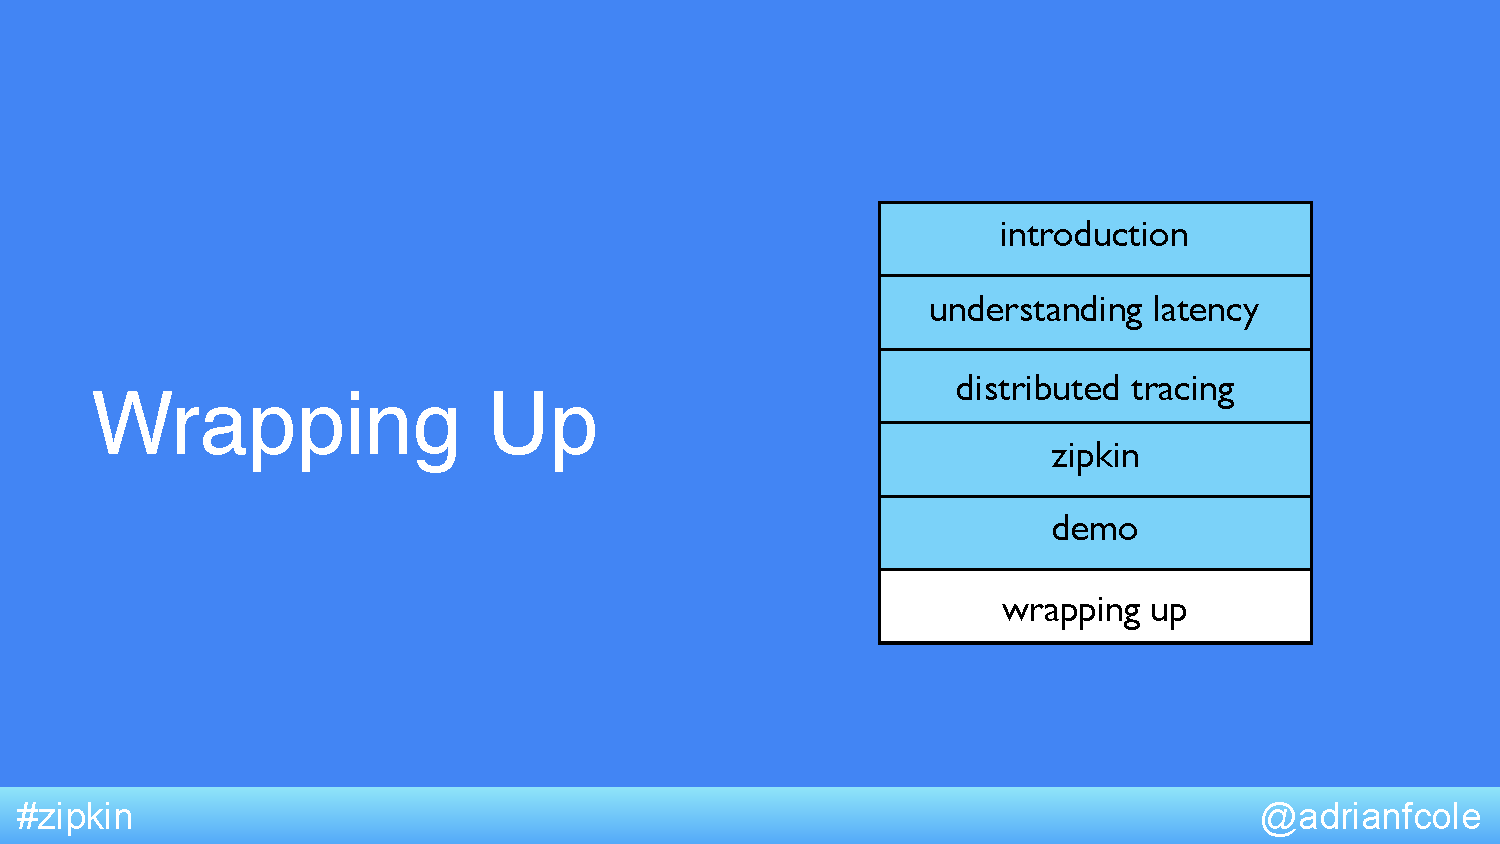 Wrapping Up
introduction
understanding latency
distributed tracing
zipkin
demo
wrapping up
#zipkin
@adrianfcole